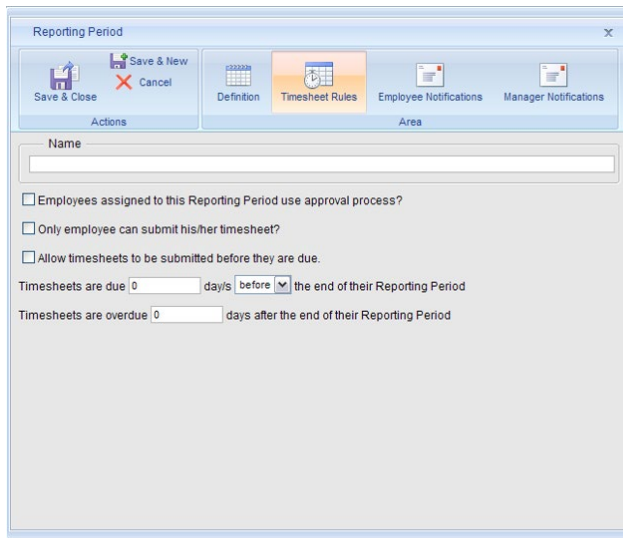 Reporting Period
x
Save & Close
Save & New
Cancel
Actions
Definition
Timesheet Rules
Employee Notifications
Manager Notifications
Area
Name
Employees assigned to this Reporting Period use approval process?
Only employee can submit his/her timesheet?
Allow timesheets to be submitted before they are due.
Timesheets are due 0 day/s before the end of their Reporting Period
Timesheets are overdue 0 days after the end of their Reporting Period